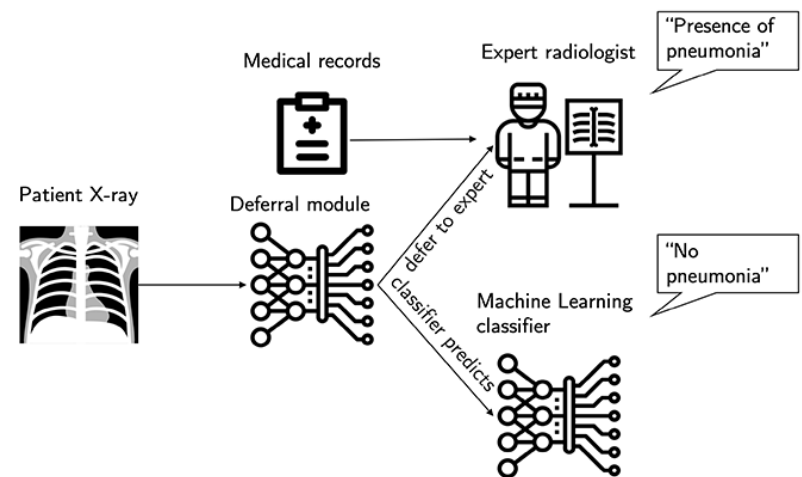 Medical records
Expert radiologist
“Presence of
pneumonia”
Patient X-ray
Deferral module
defer to expert
classifier predicts
Machine Learning
classifier
“No
pneumonia”